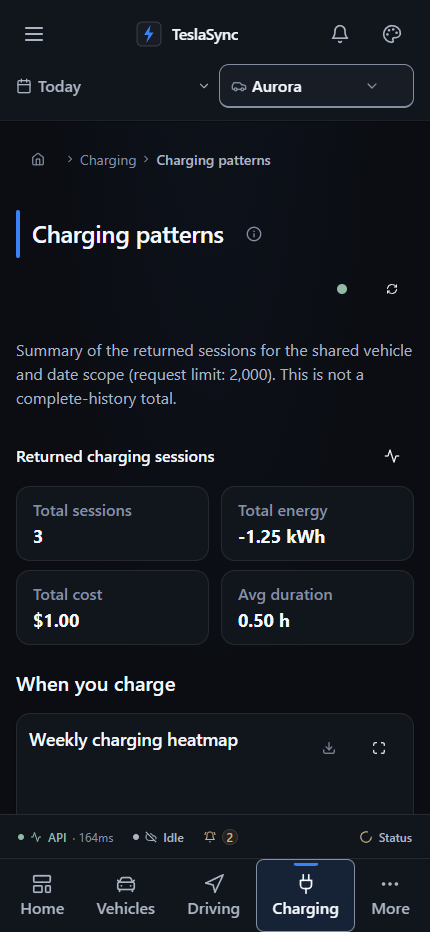 TeslaSync
Today
Aurora
Charging
Charging patterns
Charging patterns
Summary of the returned sessions for the shared vehicle
and date scope (request limit: 2,000). This is not a
complete-history total.
Returned charging sessions
Total sessions
3
Total energy
-1.25 kWh
Total cost
$1.00
Avg duration
0.50 h
When you charge
Weekly charging heatmap
API · 164ms
Idle
2
Status
Home
Vehicles
Driving
Charging
More